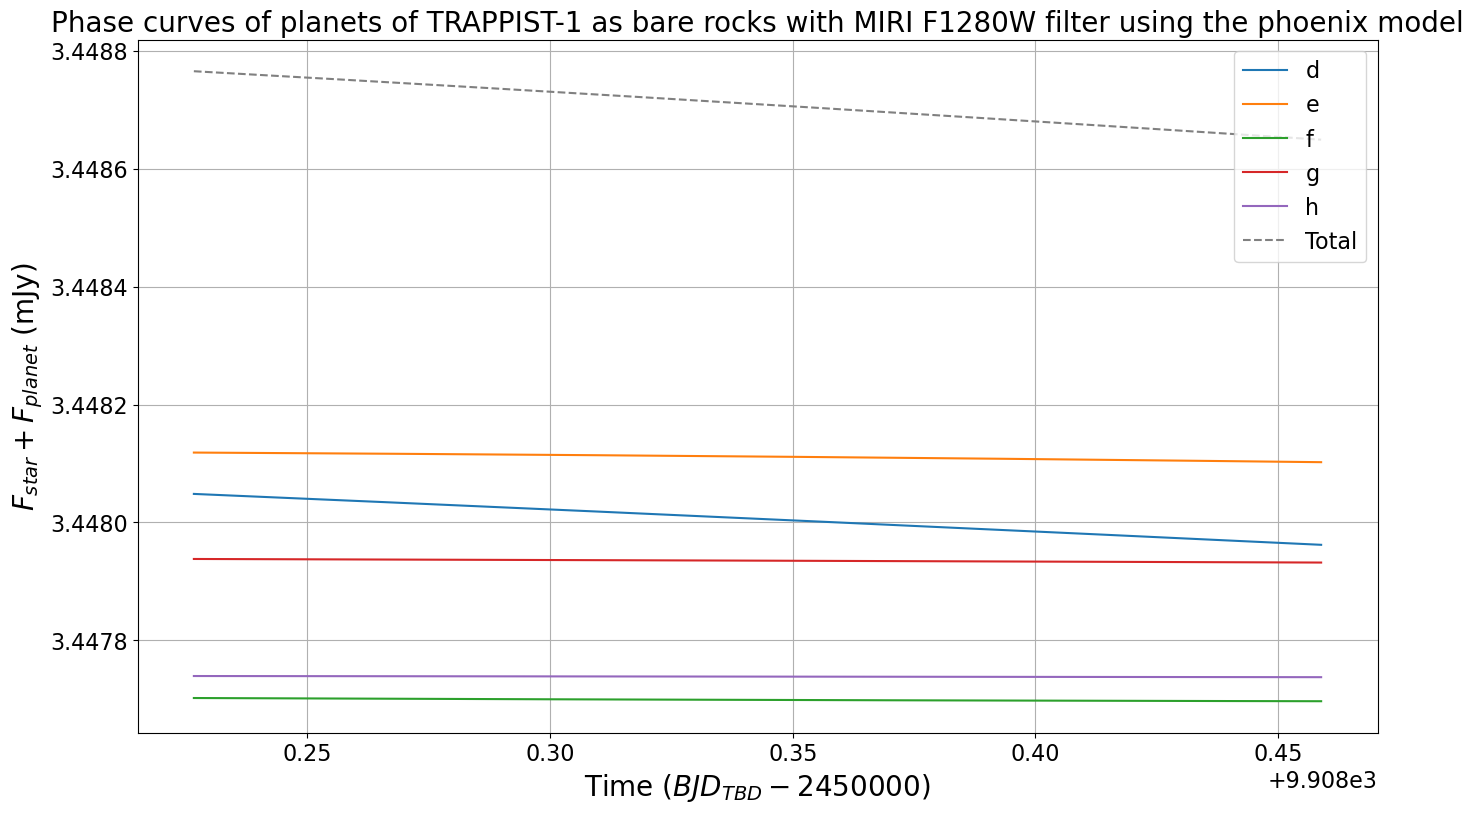 Phase curves of planets of TRAPPIST-1 as bare rocks with MIRI F1280W filter using the phoenix model
3.4488
3.4486
3.4484
3.4482
3.4480
3.4478
F_star + F_planet (mJy)
d
e
f
g
h
Total
0.25 0.30 0.35 0.40 0.45
+9.908e3
Time (BJD_TBD − 2450000)